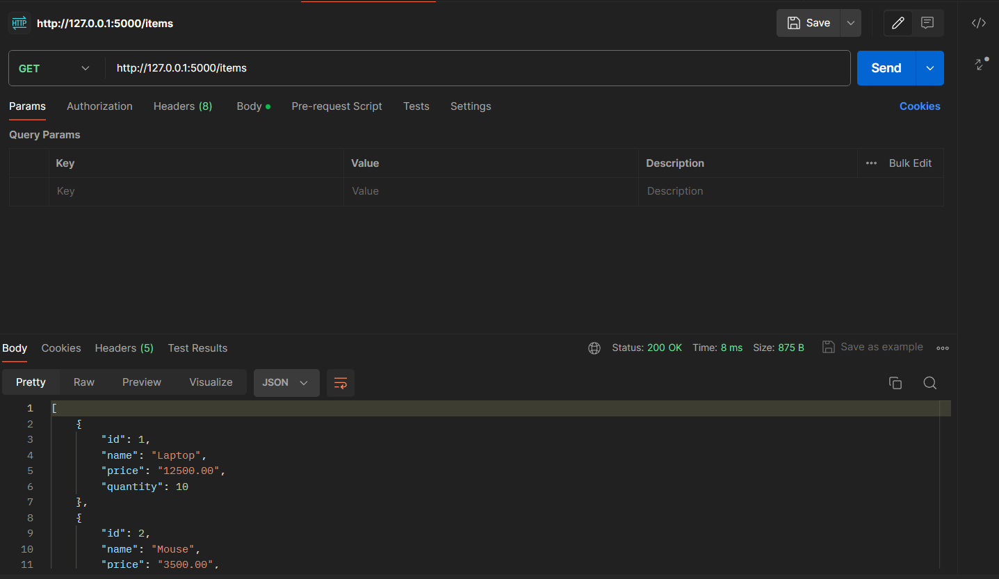 HTTP http://127.0.0.1:5000/items Save
GET http://127.0.0.1:5000/items Send
Params Authorization Headers (8) Body Pre-request Script Tests Settings Cookies
Query Params
Key Value Description Bulk Edit
Key Value Description
Body Cookies Headers (5) Test Results Status: 200 OK Time: 8 ms Size: 875 B Save as example
Pretty Raw Preview Visualize JSON
1 [
2 {
3 "id": 1,
4 "name": "Laptop",
5 "price": "12500.00",
6 "quantity": 10
7 },
8 {
9 "id": 2,
10 "name": "Mouse",
11 "price": "3500.00",